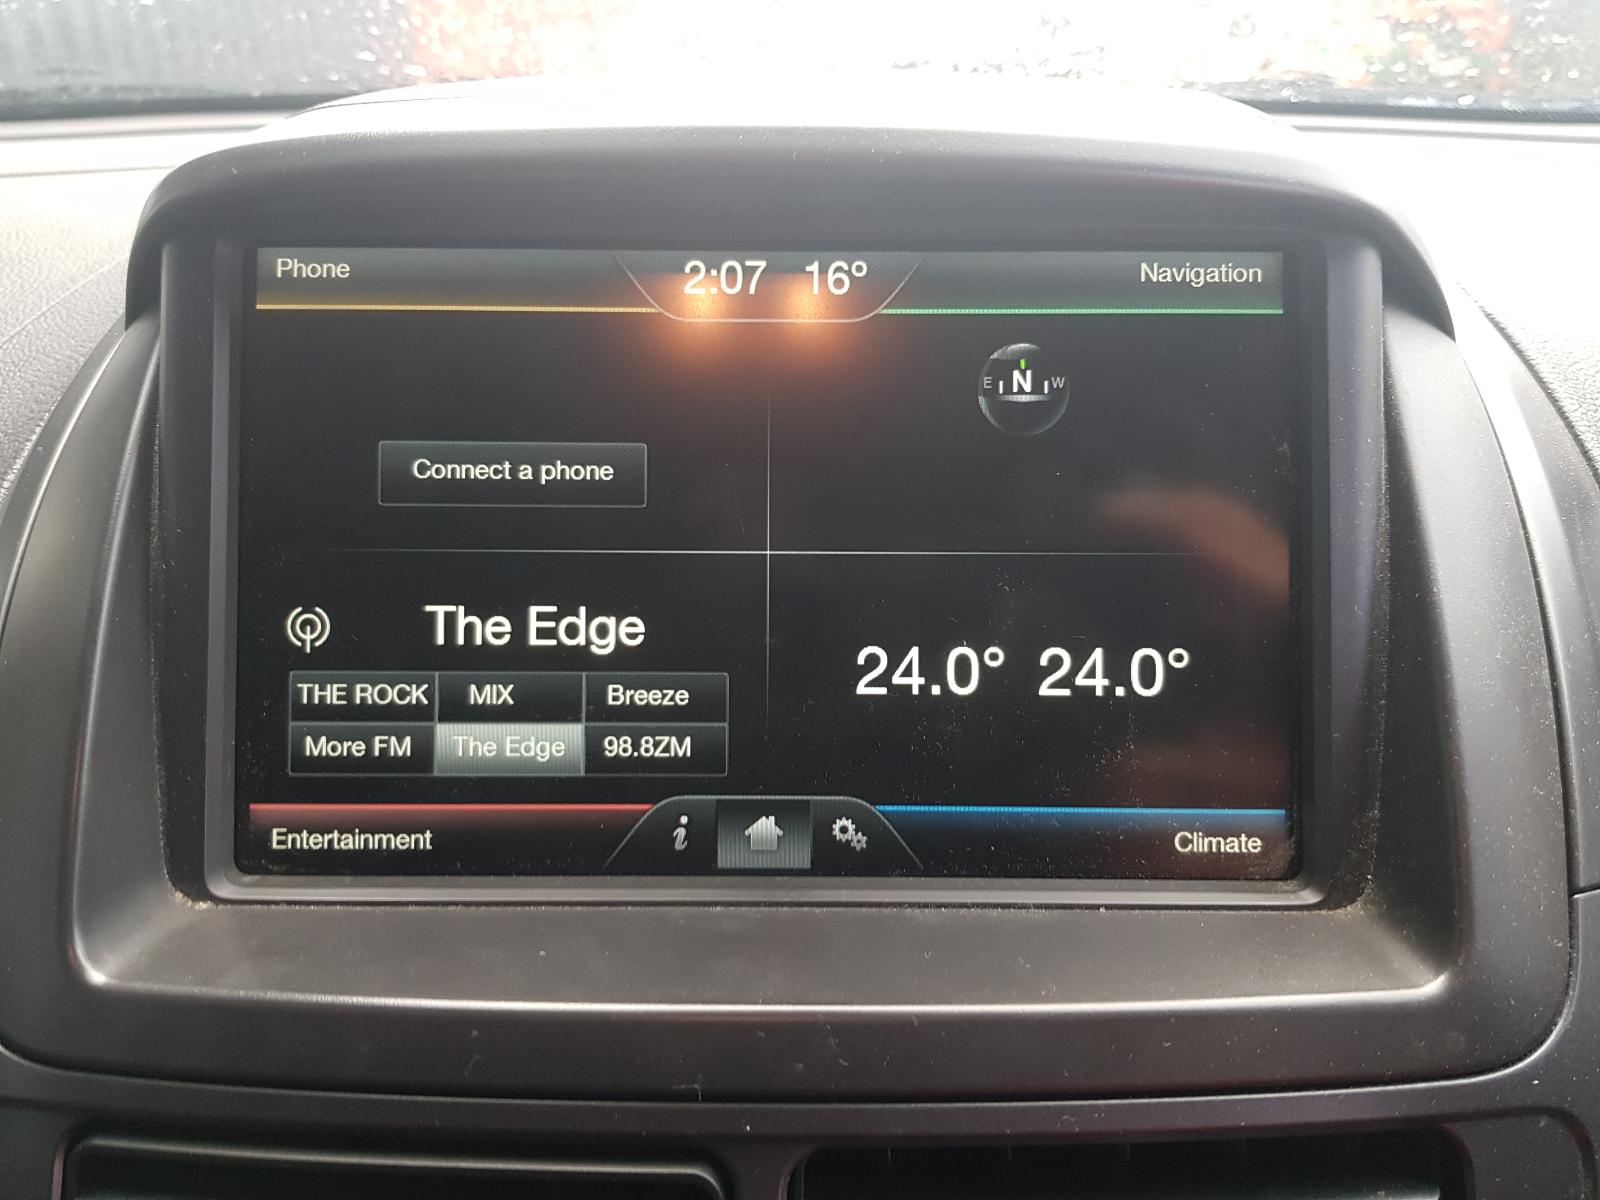 Phone
2:07 16°
Navigation
E N W
Connect a phone
The Edge
THE ROCK MIX Breeze
More FM The Edge 98.8ZM
24.0° 24.0°
Entertainment
i
Climate